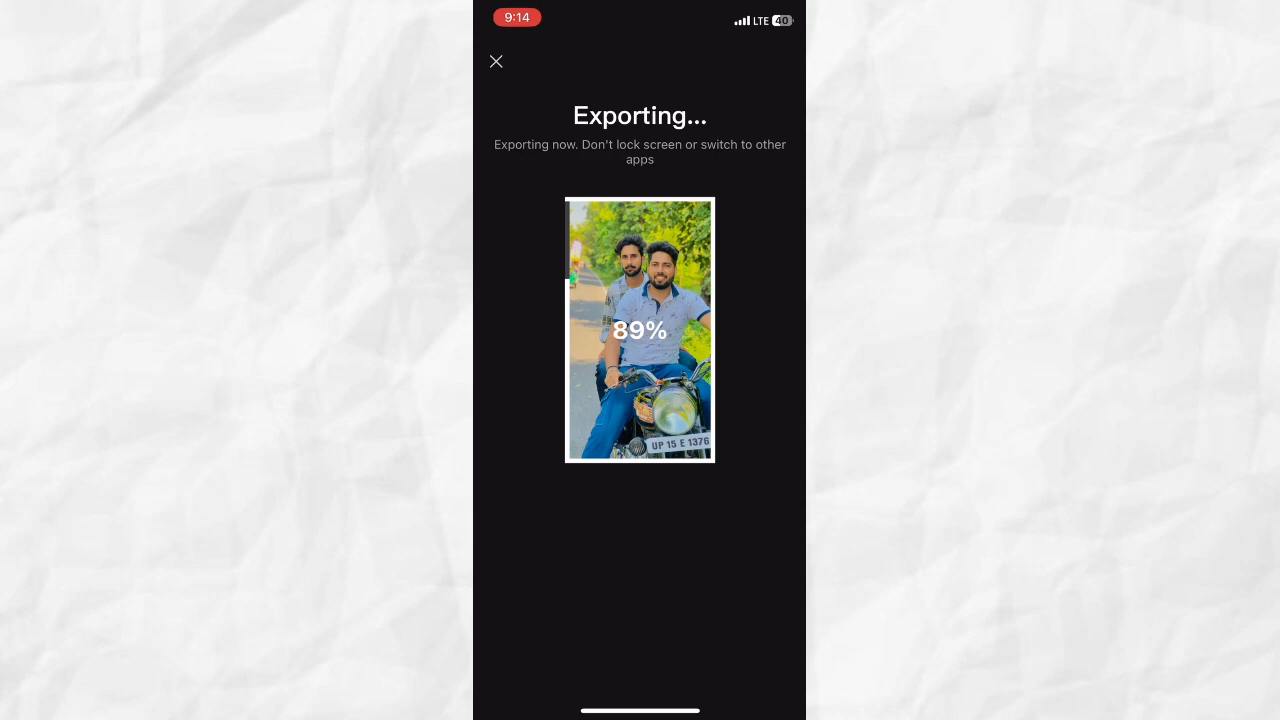 9:14
LTE 40
Exporting...
Exporting now. Don't lock screen or switch to other
apps
89%
UP 15 E 1376